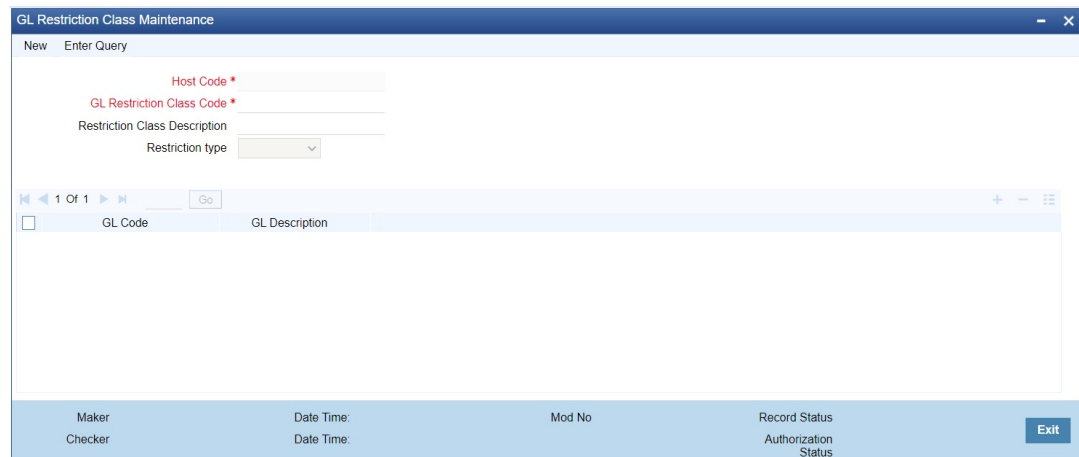 GL Restriction Class Maintenance
New Enter Query
Host Code *
GL Restriction Class Code *
Restriction Class Description
Restriction type
1 Of 1 Go
GL Code GL Description
Maker Date Time: Mod No Record Status
Checker Date Time: Authorization Status
Exit